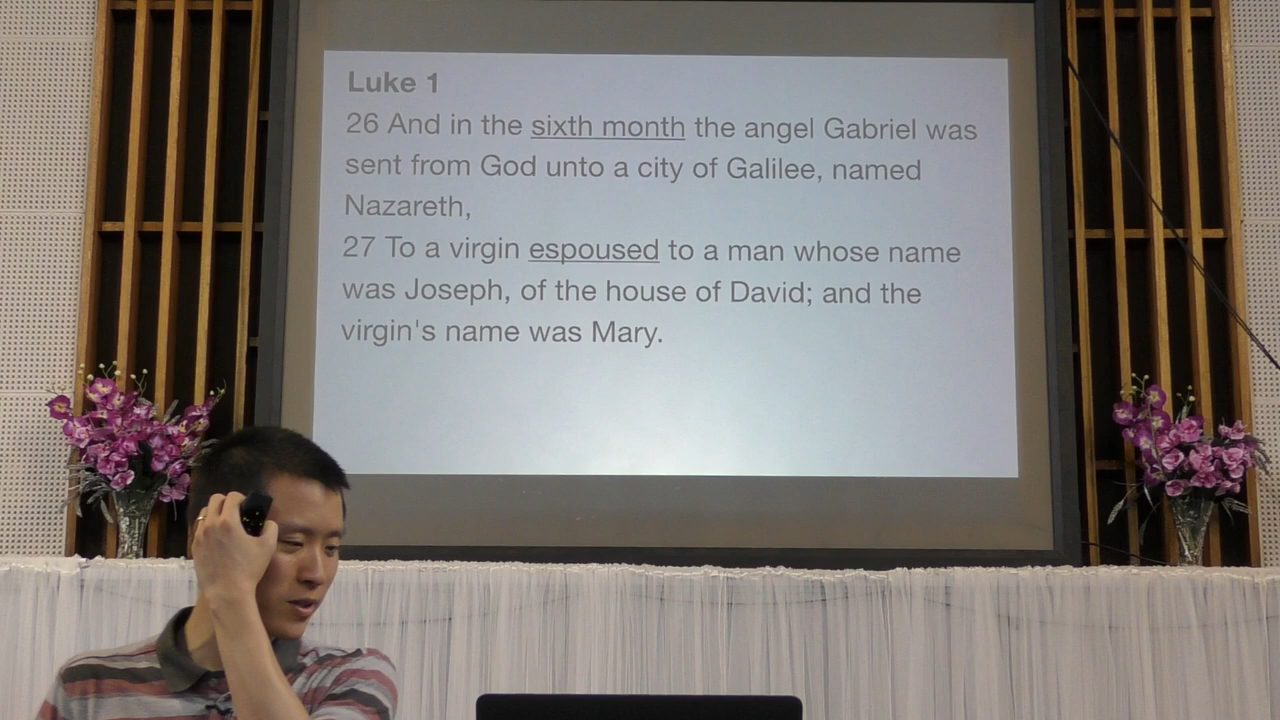 Luke 1
26 And in the sixth month the angel Gabriel was
sent from God unto a city of Galilee, named
Nazareth,
27 To a virgin espoused to a man whose name
was Joseph, of the house of David; and the
virgin's name was Mary.